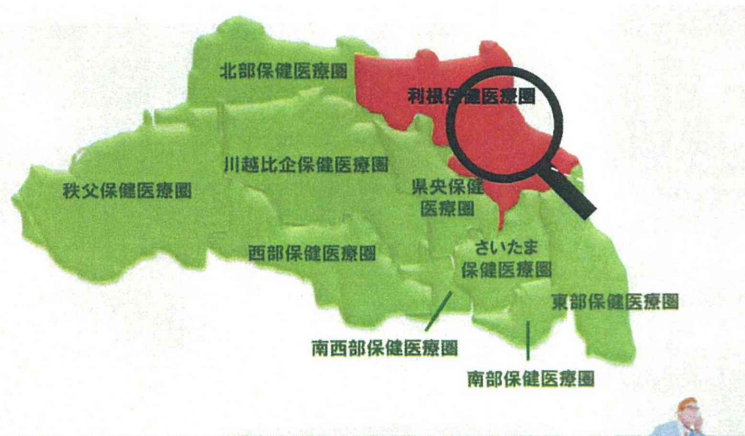 北部保健医療圏
利根保健医療圏
川越比企保健医療圏
秩父保健医療圏
県央保健
医療圏
さいたま
保健医療圏
西部保健医療圏
東部保健医療圏
南西部保健医療圏
南部保健医療圏